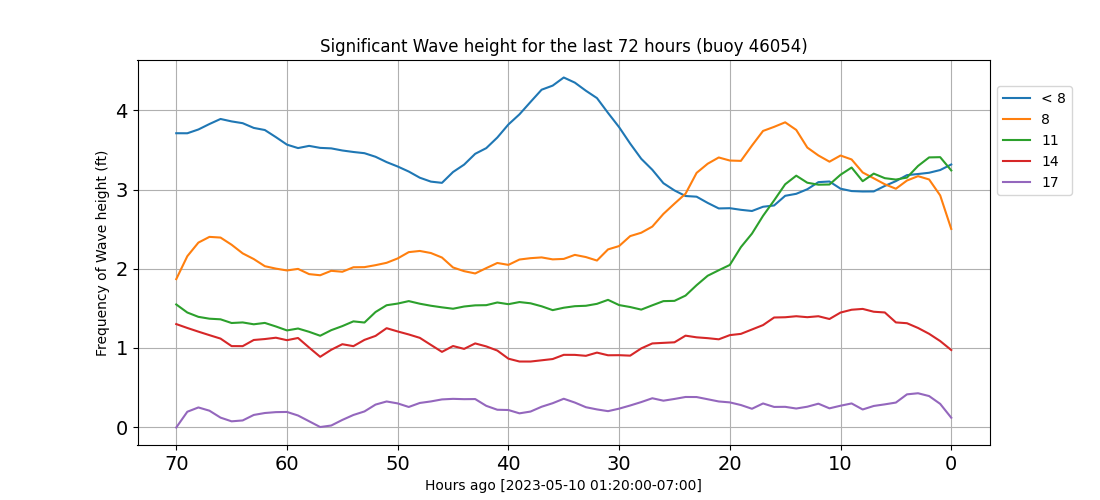 Significant Wave height for the last 72 hours (buoy 46054)
Frequency of Wave height (ft)
4
3
2
1
0
70 60 50 40 30 20 10 0
Hours ago [2023-05-10 01:20:00-07:00]
< 8
8
11
14
17